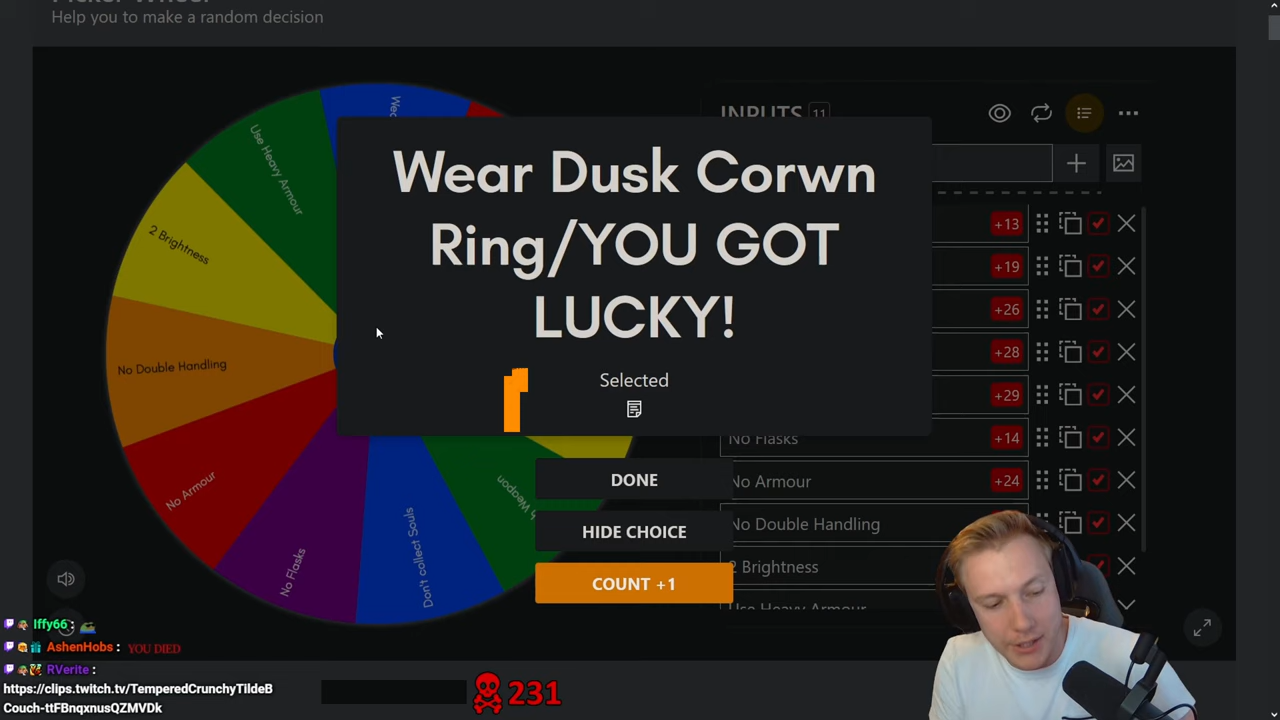 Help you to make a random decision
INPUTS 11
Wear Dusk Corwn
Ring/YOU GOT
LUCKY!
Selected
DONE
HIDE CHOICE
COUNT +1
Use Heavy Armour
2 Brightness
No Double Handling
No Armour
No Flasks
Don't collect Souls
Weapon
+13
+19
+26
+28
+29
No Flasks +14
No Armour +24
No Double Handling
2 Brightness
Use Heavy Armour
Iffy66 :
AshenHobs : YOU DIED
RVerite :
https://clips.twitch.tv/TemperedCrunchyTildeB
Couch-ttFBnqxnusQZMVDk
231